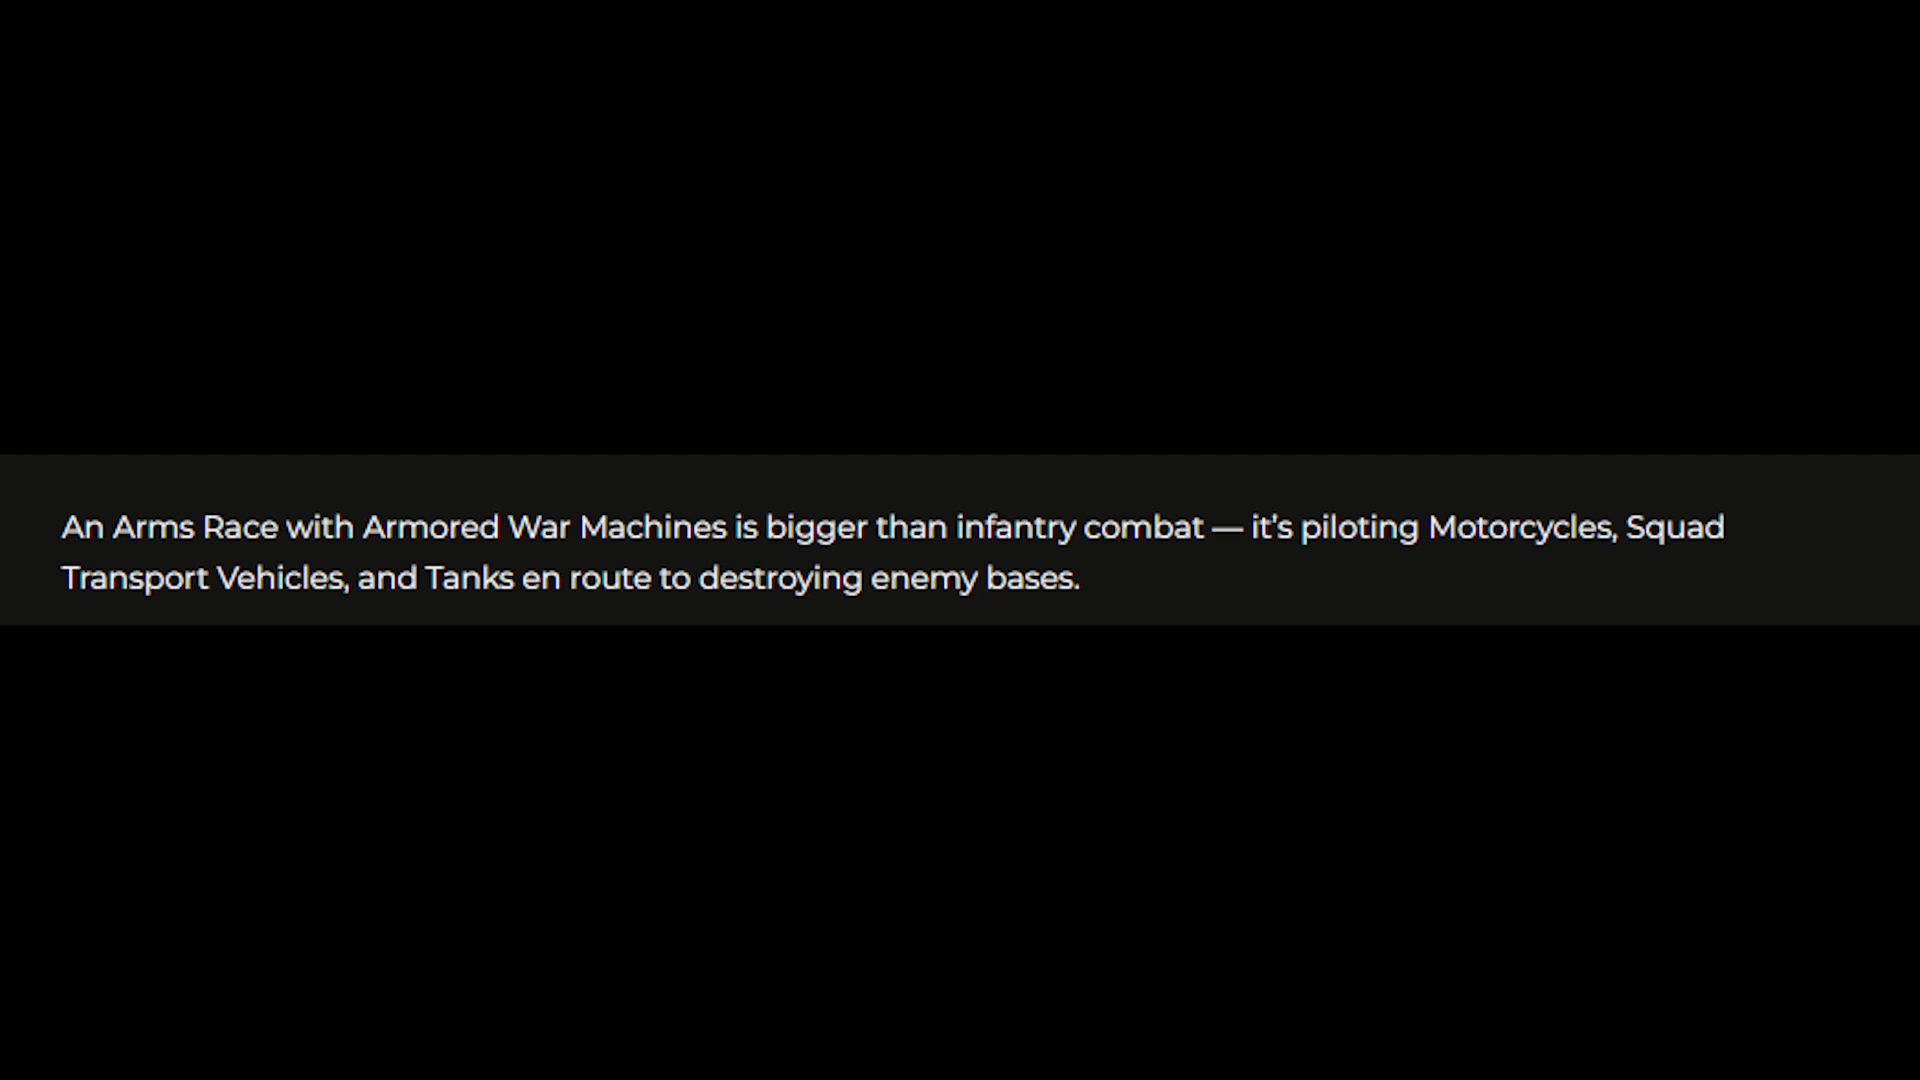 An Arms Race with Armored War Machines is bigger than infantry combat — it’s piloting Motorcycles, Squad
Transport Vehicles, and Tanks en route to destroying enemy bases.